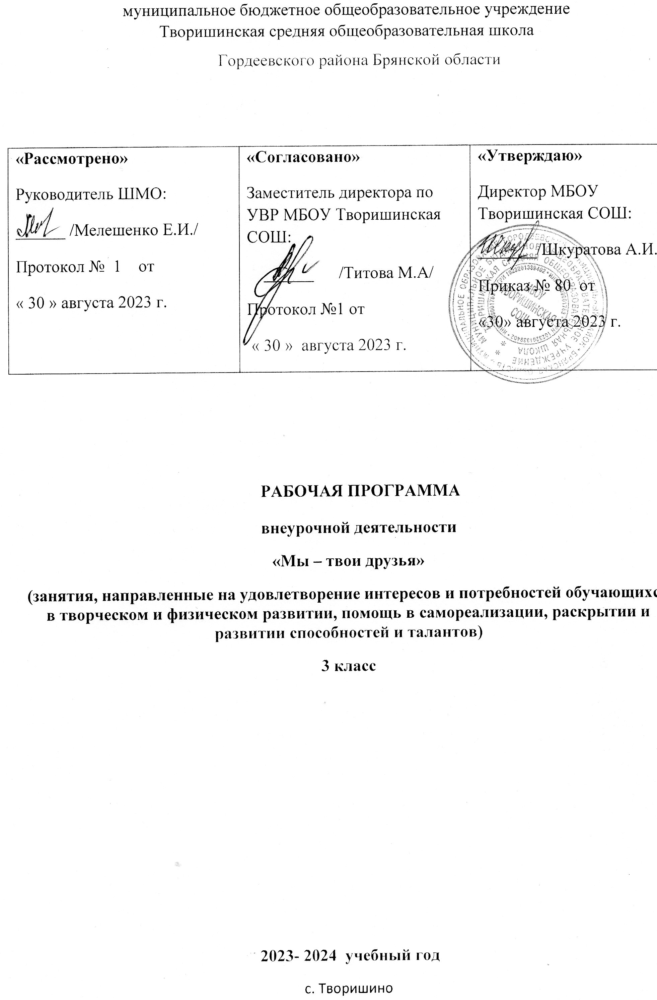 муниципальное бюджетное общеобразовательное учреждение
Творишинская средняя общеобразовательная школа
Гордеевского района Брянской области
«Рассмотрено»
Руководитель ШМО:
/Мелешенко Е.И./
Протокол № 1 от
« 30 » августа 2023 г.
«Согласовано»
Заместитель директора по
УВР МБОУ Творишинская
СОШ:
/Титова М.А/
Протокол №1 от
« 30 » августа 2023 г.
«Утверждаю»
Директор МБОУ
Творишинская СОШ:
/Шкуратова А.И.
Приказ № 80 от
«30» августа 2023 г.
МБОУ
ТВОРИШИНСКАЯ
СОШ
РАБОЧАЯ ПРОГРАММА
внеурочной деятельности
«Мы – твои друзья»
(занятия, направленные на удовлетворение интересов и потребностей обучающихс
в творческом и физическом развитии, помощь в самореализации, раскрытии и
развитии способностей и талантов)
3 класс
2023- 2024 учебный год
с. Творишино